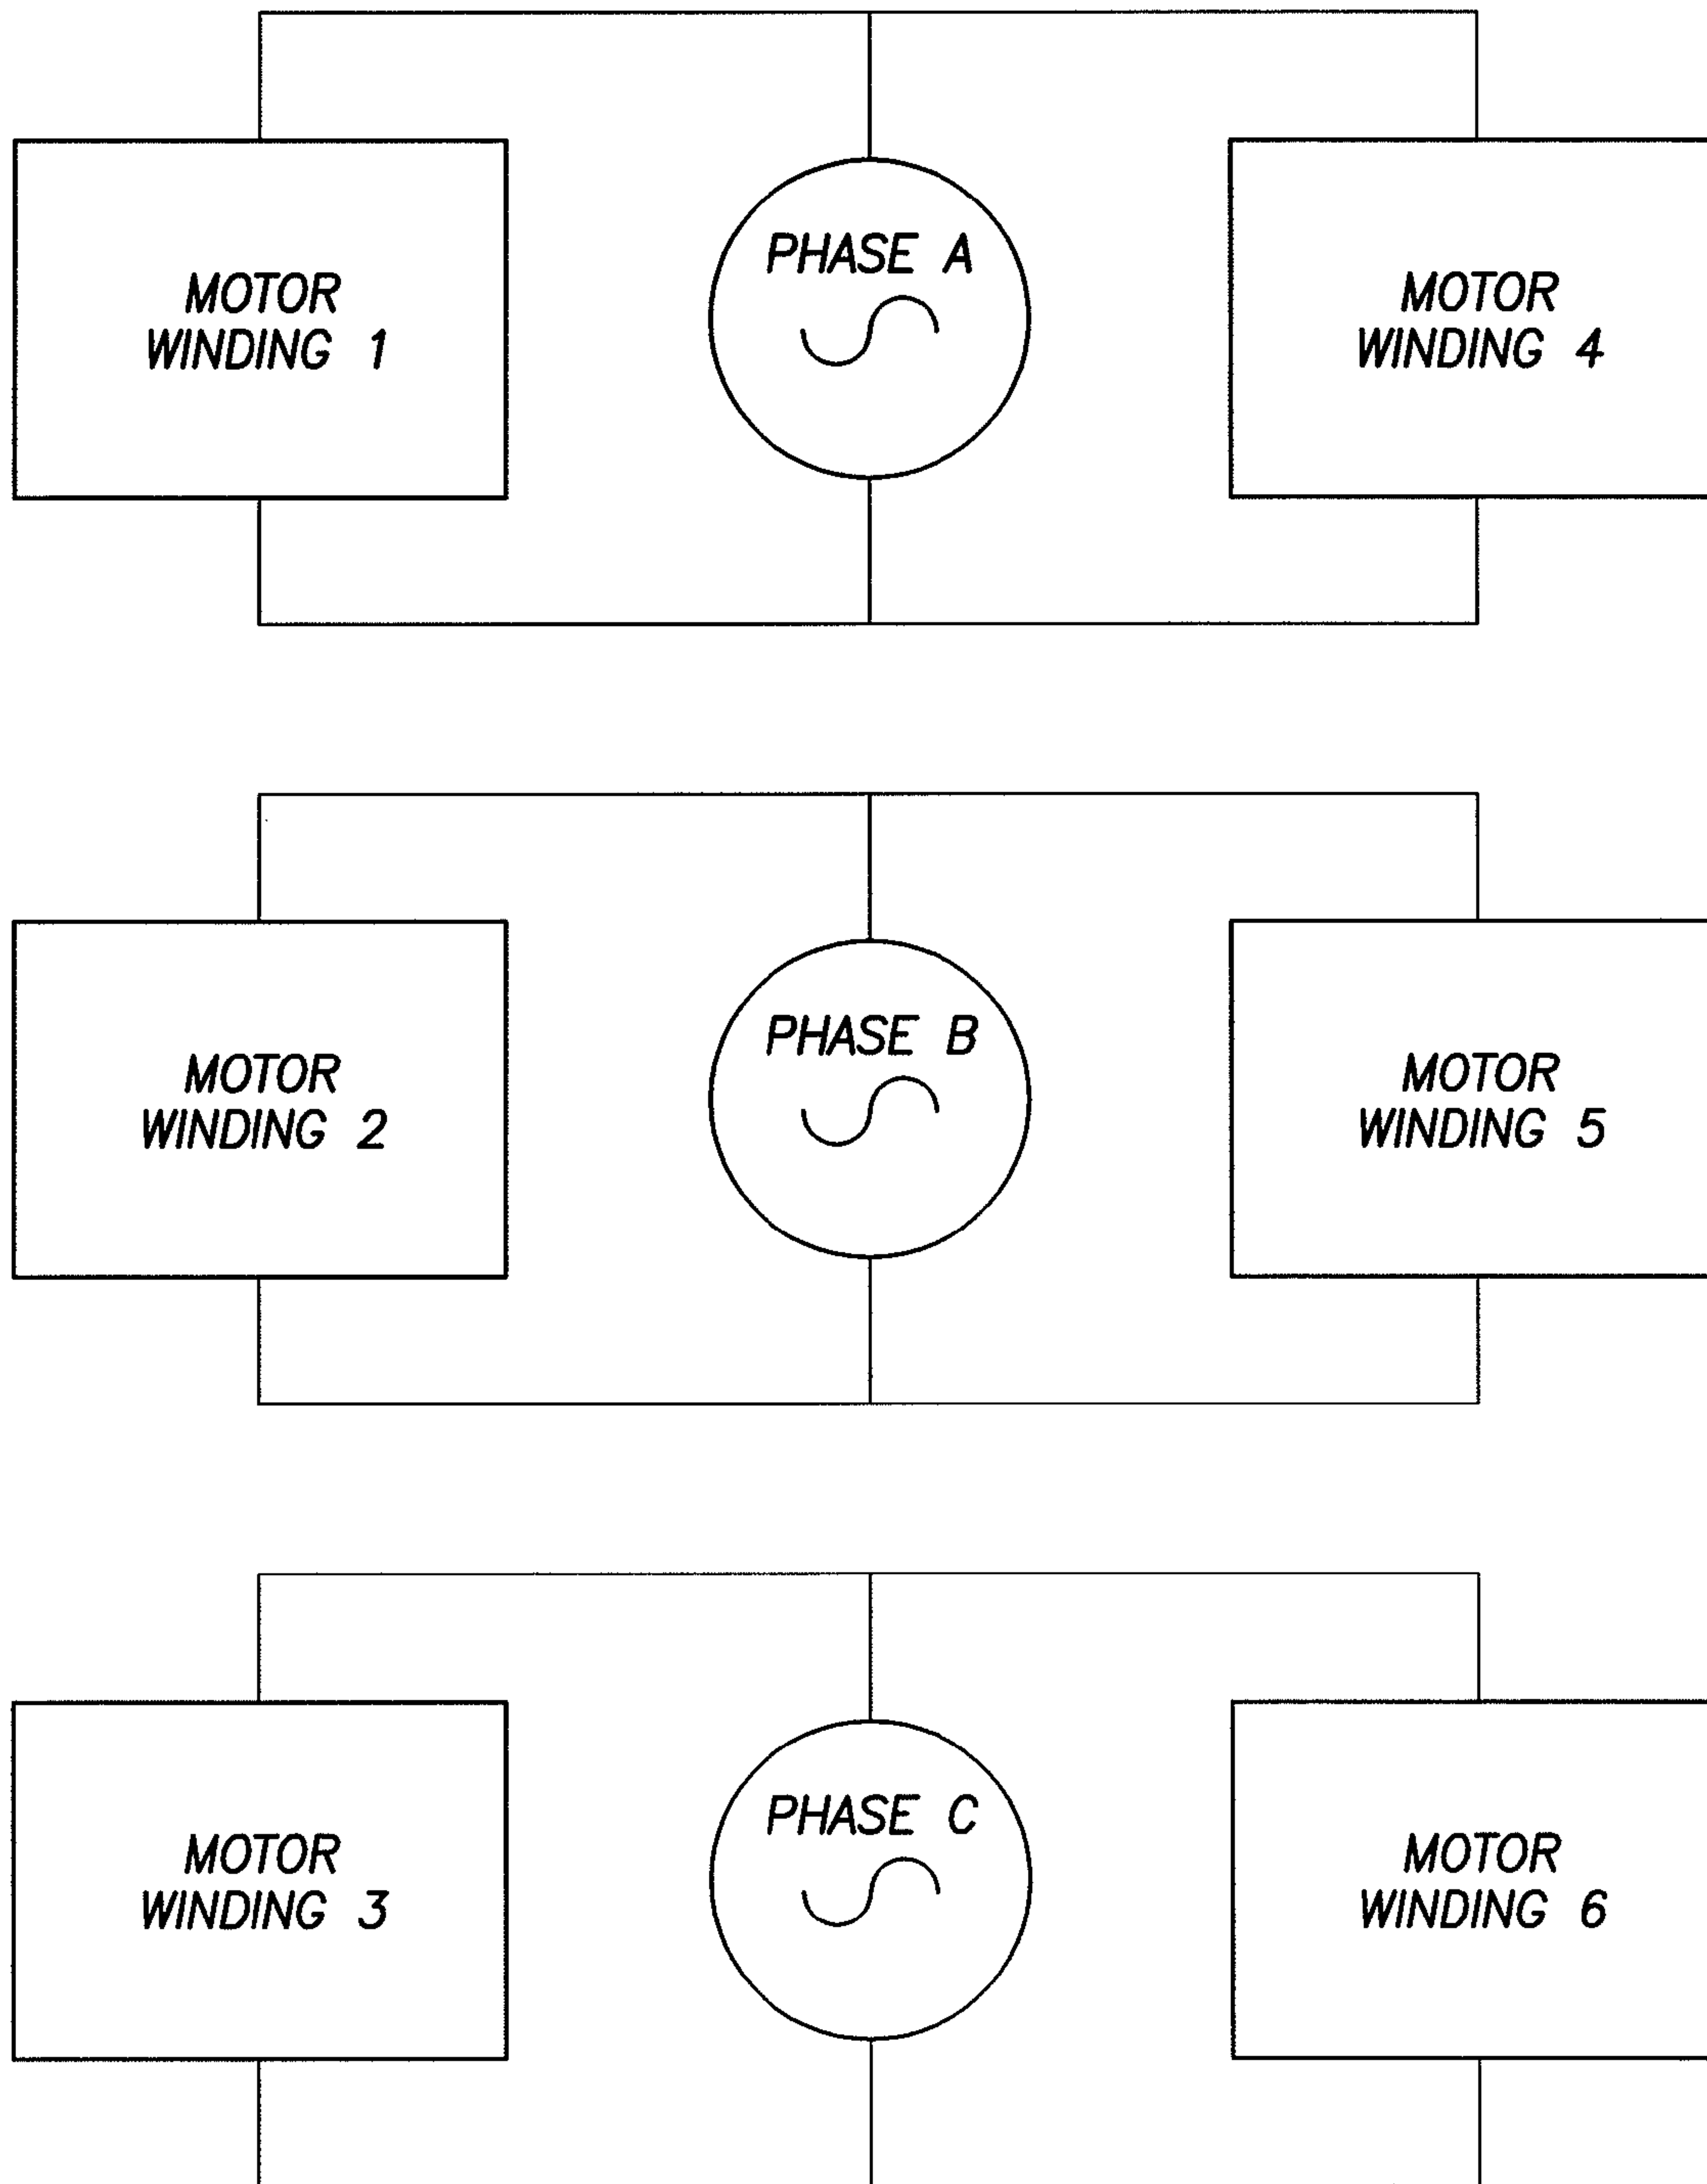 MOTOR
WINDING 1
PHASE A
MOTOR
WINDING 4
MOTOR
WINDING 2
PHASE B
MOTOR
WINDING 5
MOTOR
WINDING 3
PHASE C
MOTOR
WINDING 6